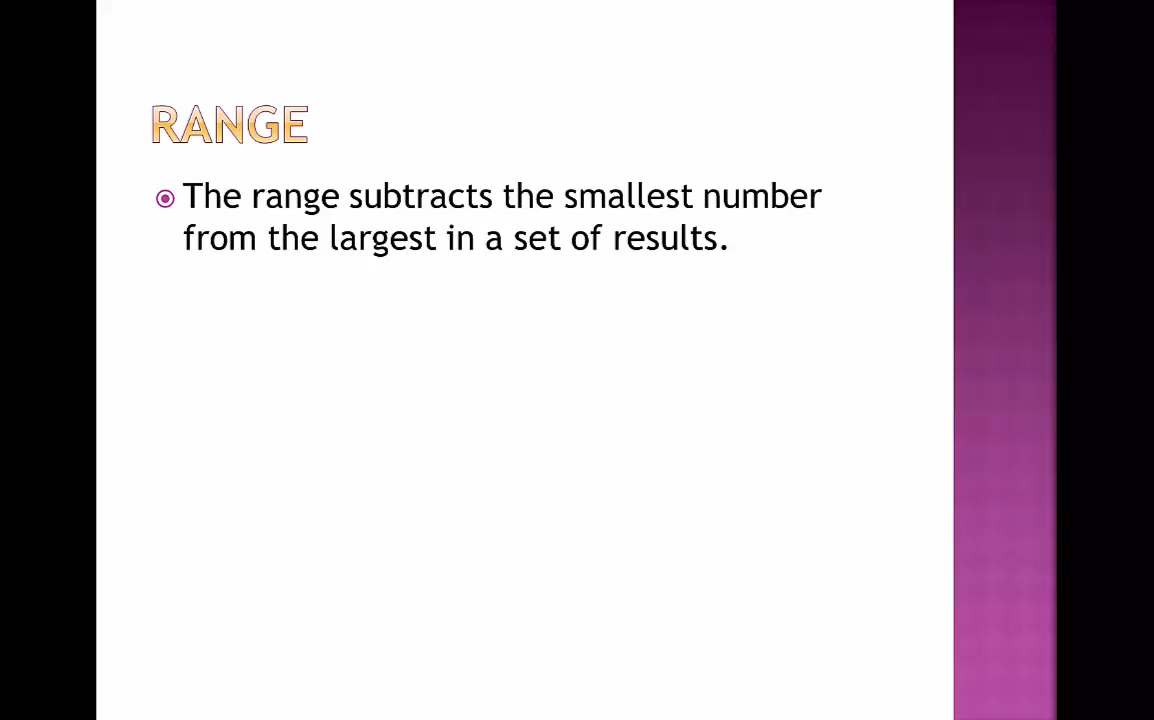 RANGE
The range subtracts the smallest number
from the largest in a set of results.